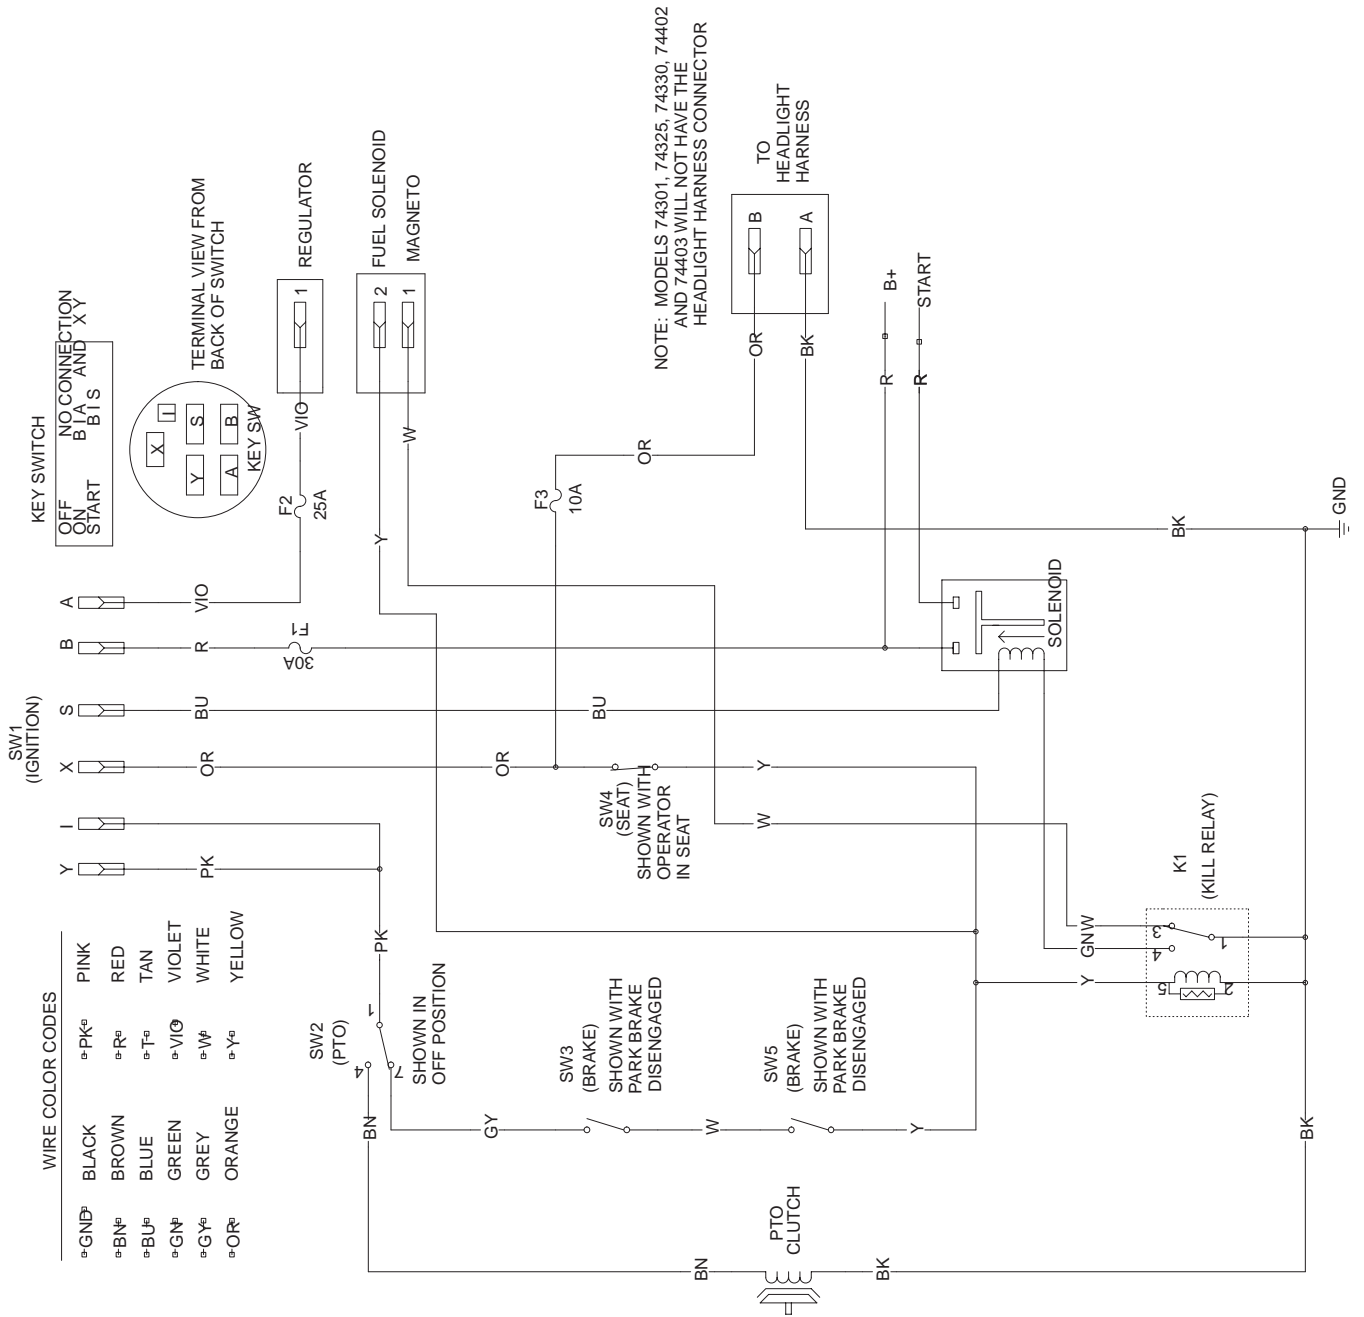 KEY SWITCH
OFF NO CONNECTION
ON B I A AND X Y
START B I S
TERMINAL VIEW FROM
BACK OF SWITCH
X
I
Y
S
A
B
KEY SW
REGULATOR
1
FUEL SOLENOID
2
MAGNETO
1
NOTE: MODELS 74301, 74325, 74330, 74402
AND 74403 WILL NOT HAVE THE
HEADLIGHT HARNESS CONNECTOR
TO
HEADLIGHT
HARNESS
B
A
OR
BK
B+
START
R
R
SW1
(IGNITION)
A
B
S
X
I
Y
VIO
VIO
F2
25A
R
F1
30A
BU
BU
OR
OR
F3
10A
OR
Y
W
PK
PK
SW4
(SEAT)
SHOWN WITH
OPERATOR
IN SEAT
Y
W
SOLENOID
BK
GND
WIRE COLOR CODES
GND BLACK PK PINK
BN BROWN R RED
BU BLUE T TAN
GN GREEN VIO VIOLET
GY GREY W WHITE
OR ORANGE Y YELLOW
SW2
(PTO)
1
4
7
SHOWN IN
OFF POSITION
BN
GY
SW3
(BRAKE)
SHOWN WITH
PARK BRAKE
DISENGAGED
W
SW5
(BRAKE)
SHOWN WITH
PARK BRAKE
DISENGAGED
Y
Y
GN
W
K1
(KILL RELAY)
3
4
1
5
2
BN
PTO
CLUTCH
BK
BK